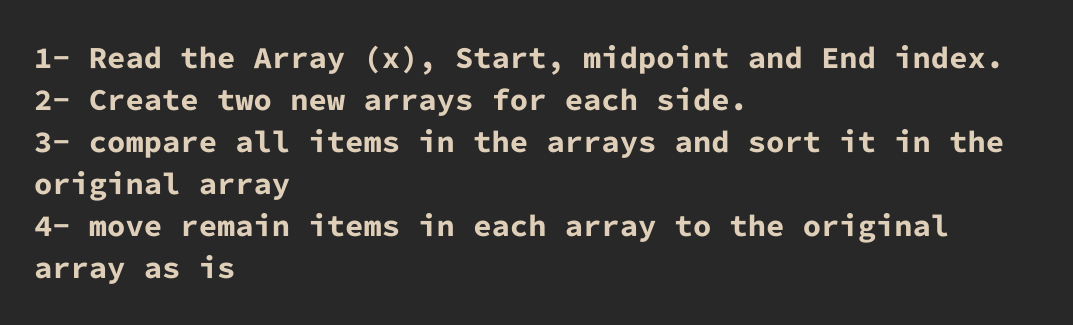 1- Read the Array (x), Start, midpoint and End index.
2- Create two new arrays for each side.
3- compare all items in the arrays and sort it in the
original array
4- move remain items in each array to the original
array as is